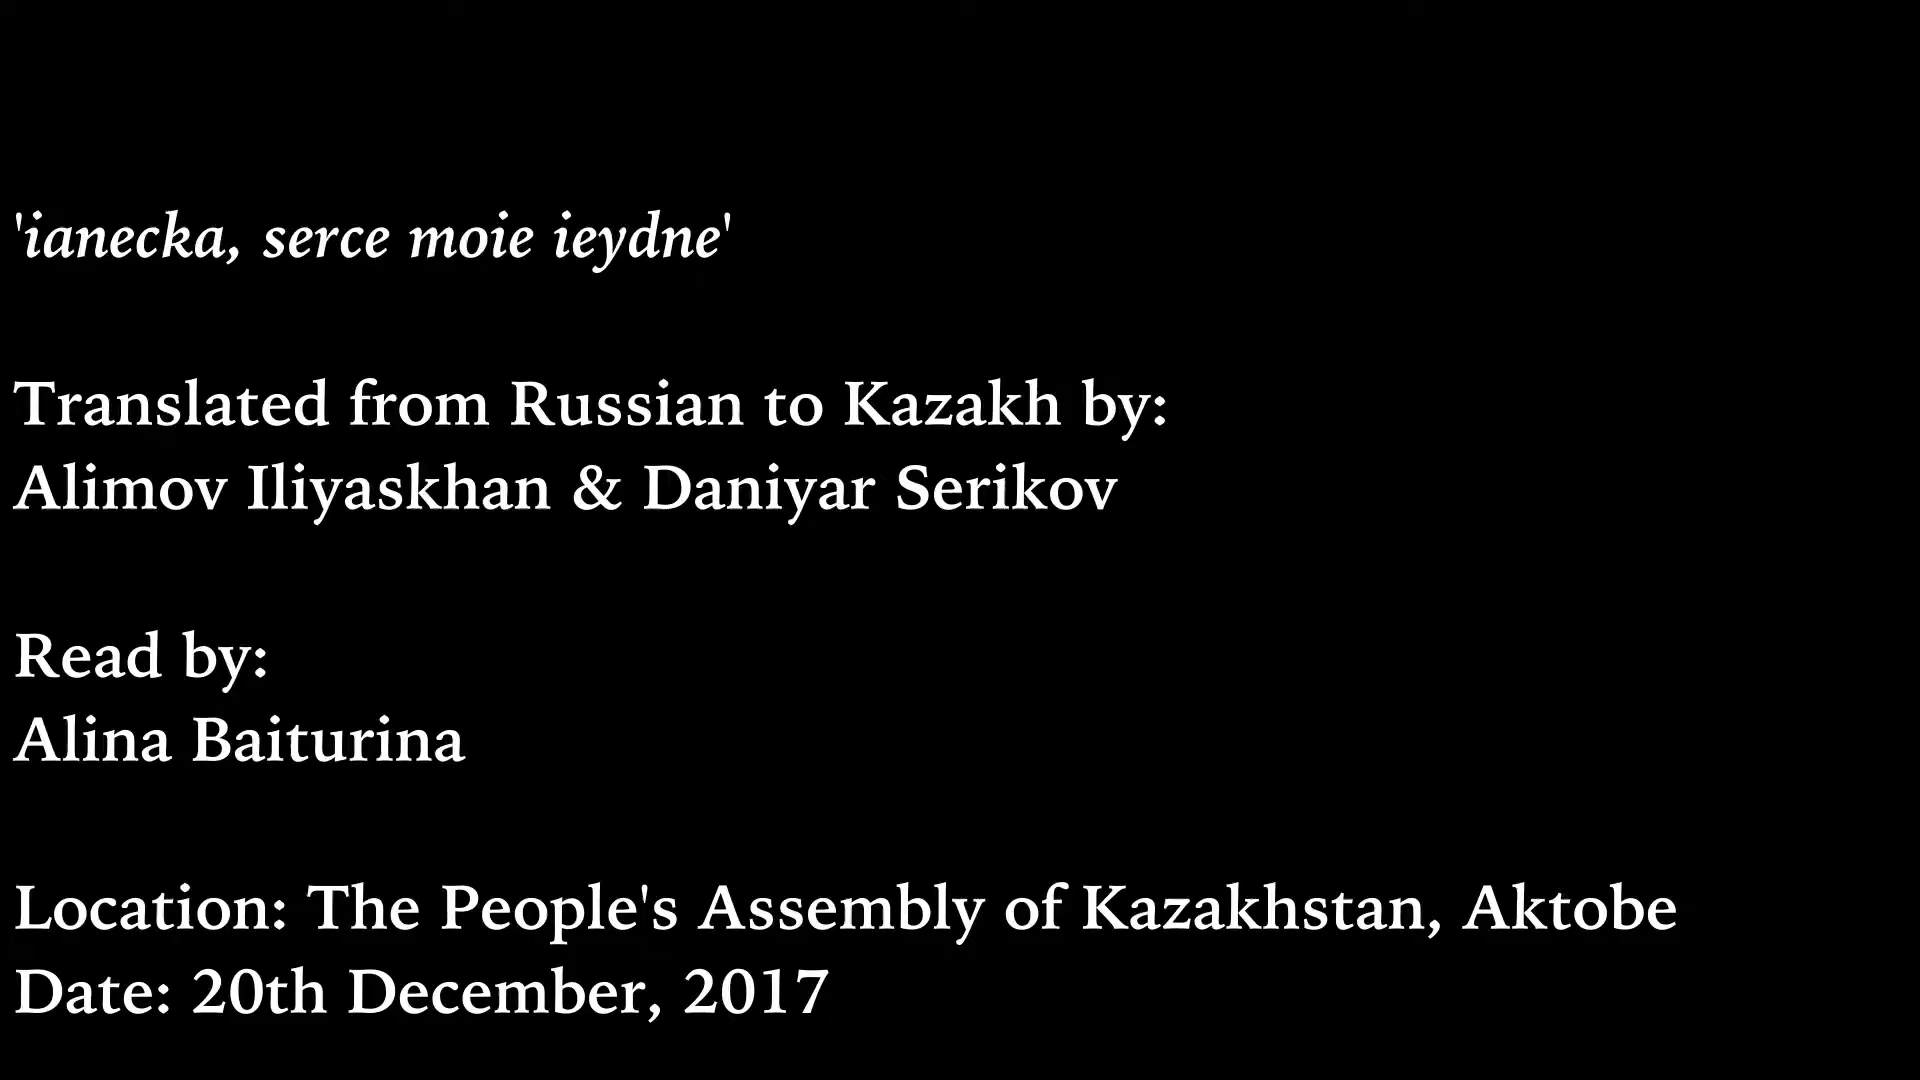 'ianecka, serce moie ieydne'
Translated from Russian to Kazakh by:
Alimov Iliyaskhan & Daniyar Serikov
Read by:
Alina Baiturina
Location: The People's Assembly of Kazakhstan, Aktobe
Date: 20th December, 2017